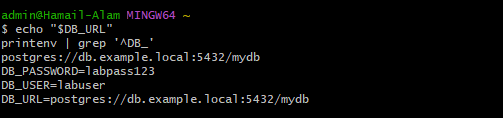 admin@Hamail-Alam MINGW64 ~
$ echo "$DB_URL"
printenv | grep '^DB_'
postgres://db.example.local:5432/mydb
DB_PASSWORD=labpass123
DB_USER=labuser
DB_URL=postgres://db.example.local:5432/mydb